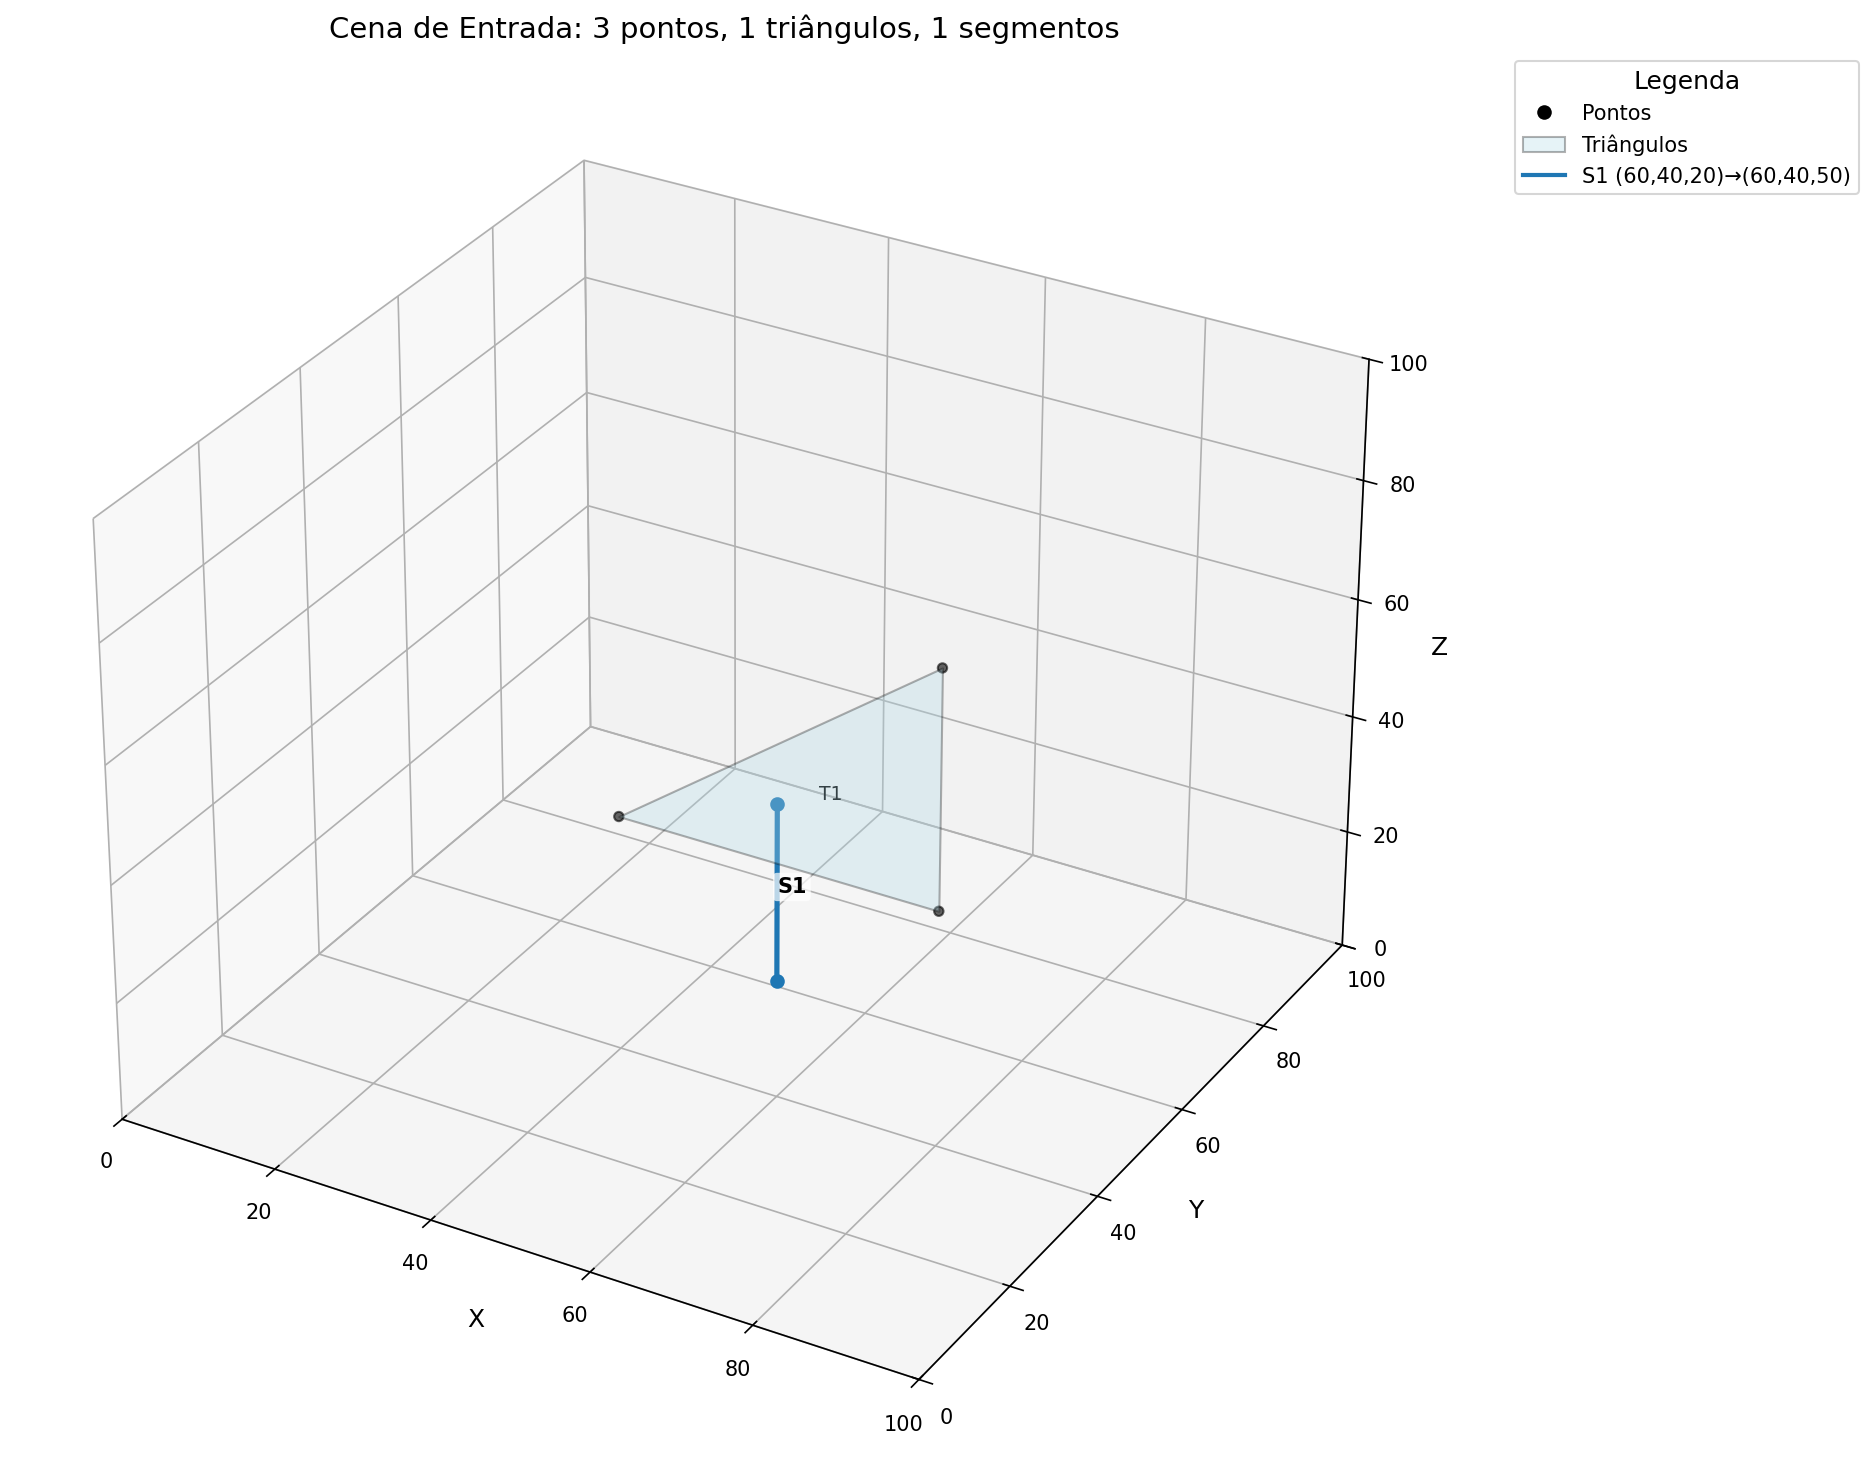 Cena de Entrada: 3 pontos, 1 triângulos, 1 segmentos
Legenda
Pontos
Triângulos
S1 (60,40,20)→(60,40,50)
100
80
60
Z
40
20
0
T1
S1
100
80
60
Y
40
20
0
0
20
40
X
60
80
100